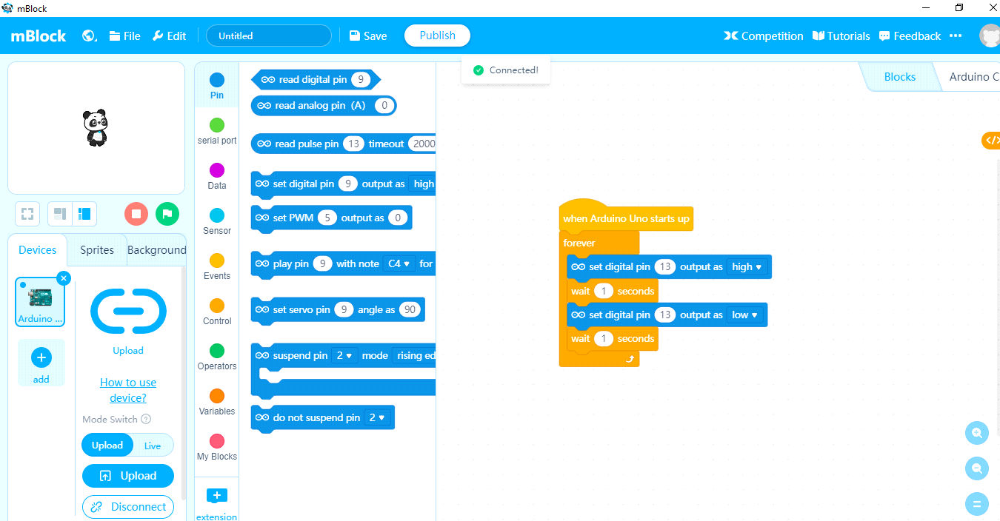 mBlock
mBlock
File
Edit
Untitled
Save
Publish
Competition
Tutorials
Feedback
Connected!
Blocks
Arduino C
Pin
serial port
Data
Sensor
Events
Control
Operators
Variables
My Blocks
extension
read digital pin 9
read analog pin (A) 0
read pulse pin 13 timeout 2000
set digital pin 9 output as high
set PWM 5 output as 0
play pin 9 with note C4 for
set servo pin 9 angle as 90
suspend pin 2 mode rising ed
do not suspend pin 2
when Arduino Uno starts up
forever
set digital pin 13 output as high
wait 1 seconds
set digital pin 13 output as low
wait 1 seconds
Devices
Sprites
Background
Arduino ...
add
Upload
How to use
device?
Mode Switch ?
Upload
Live
Upload
Disconnect